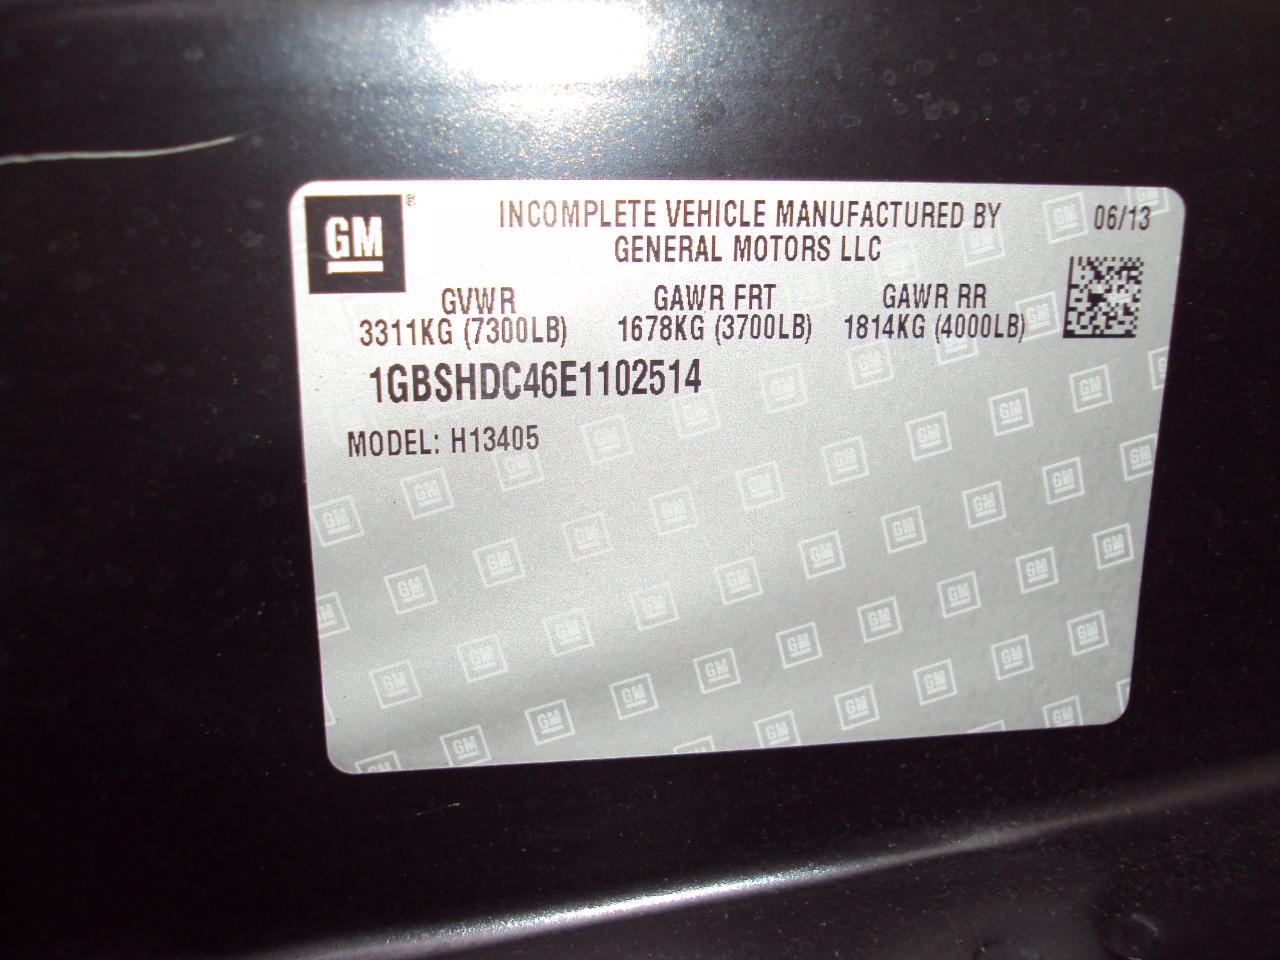 GM
INCOMPLETE VEHICLE MANUFACTURED BY
GENERAL MOTORS LLC
06/13
GVWR GAWR FRT GAWR RR
3311KG (7300LB) 1678KG (3700LB) 1814KG (4000LB)
1GBSHDC46E1102514
MODEL: H13405